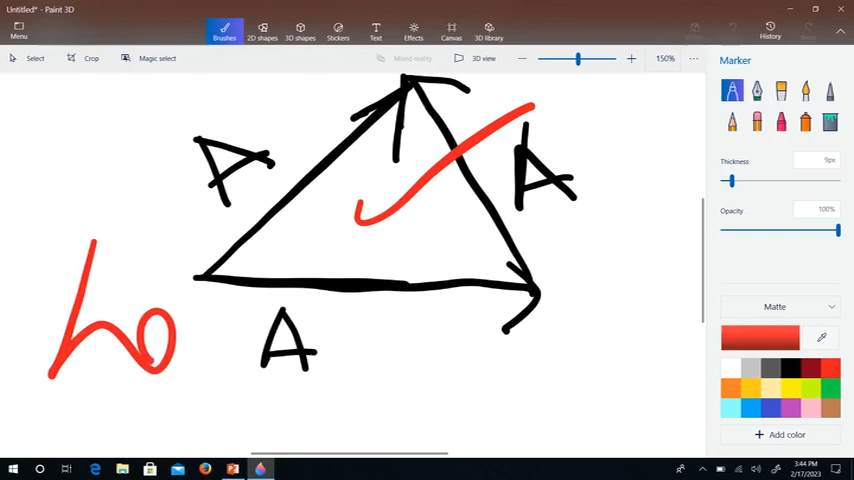 Untitled* - Paint 3D
Menu
Brushes
2D shapes
3D shapes
Stickers
Text
Effects
Canvas
3D library
History
Select
Crop
Magic select
Mixed reality
3D view
150%
Marker
Thickness
9px
Opacity
100%
Matte
Add color
A
A
A
3:44 PM
2/17/2023